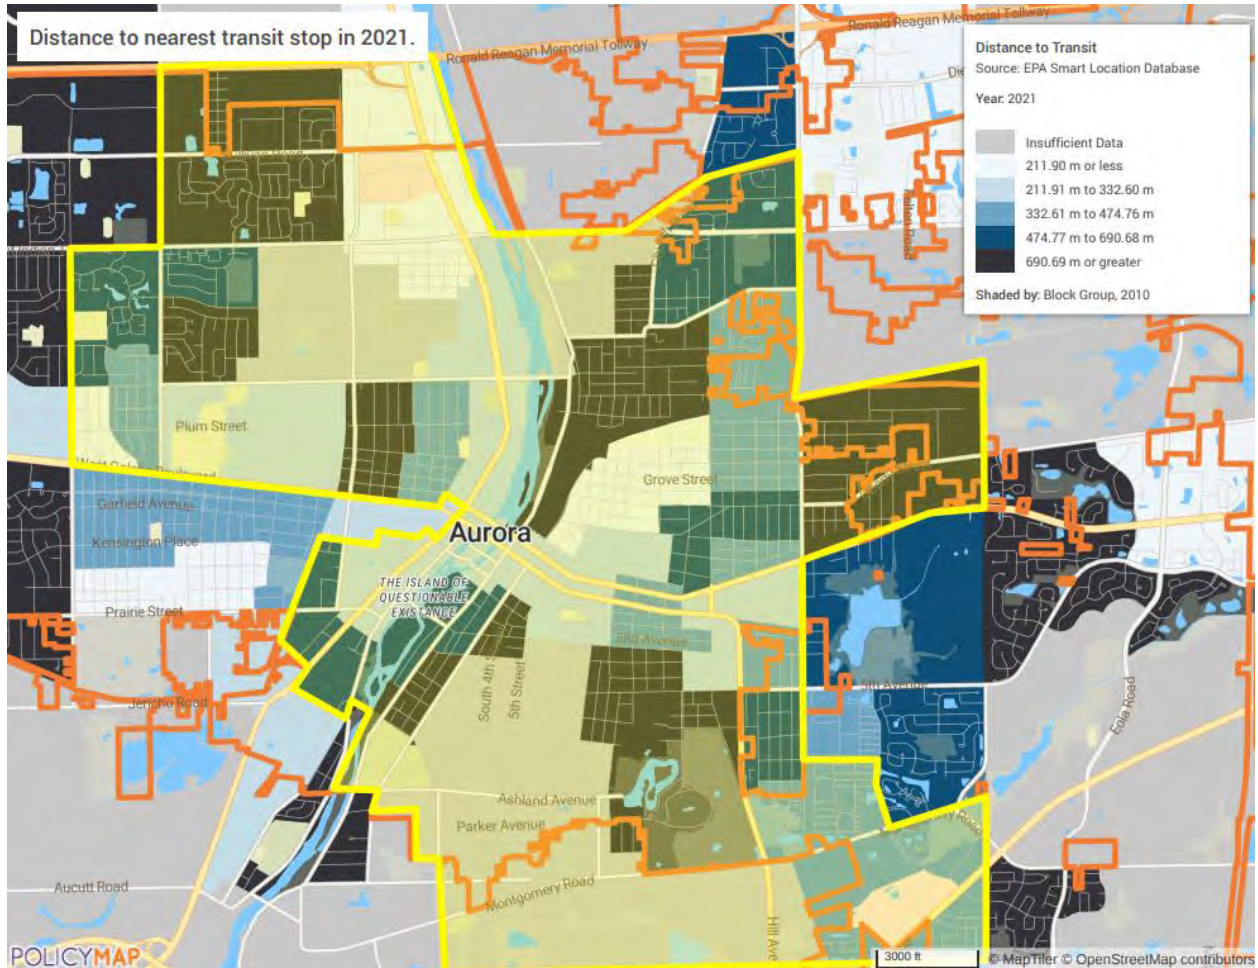 Distance to nearest transit stop in 2021.
Ronald Reagan Memorial Tollway
Ronald Reagan Memorial Tollway
Distance to Transit
Source: EPA Smart Location Database
Year: 2021
Insufficient Data
211.90 m or less
211.91 m to 332.60 m
332.61 m to 474.76 m
474.77 m to 690.68 m
690.69 m or greater
Shaded by: Block Group, 2010
Plum Street
Grove Street
Garfield Avenue
Kensington Place
Aurora
THE ISLAND OF
QUESTIONABLE
EXISTANCE
Prairie Street
2nd Avenue
South 4th S
5th Street
5th Avenue
Jericho Road
Eola Road
Ashland Avenue
Parker Avenue
Montgomery Road
Aucutt Road
Hill Ave
POLICYMAP
3000 ft
© MapTiler © OpenStreetMap contributors